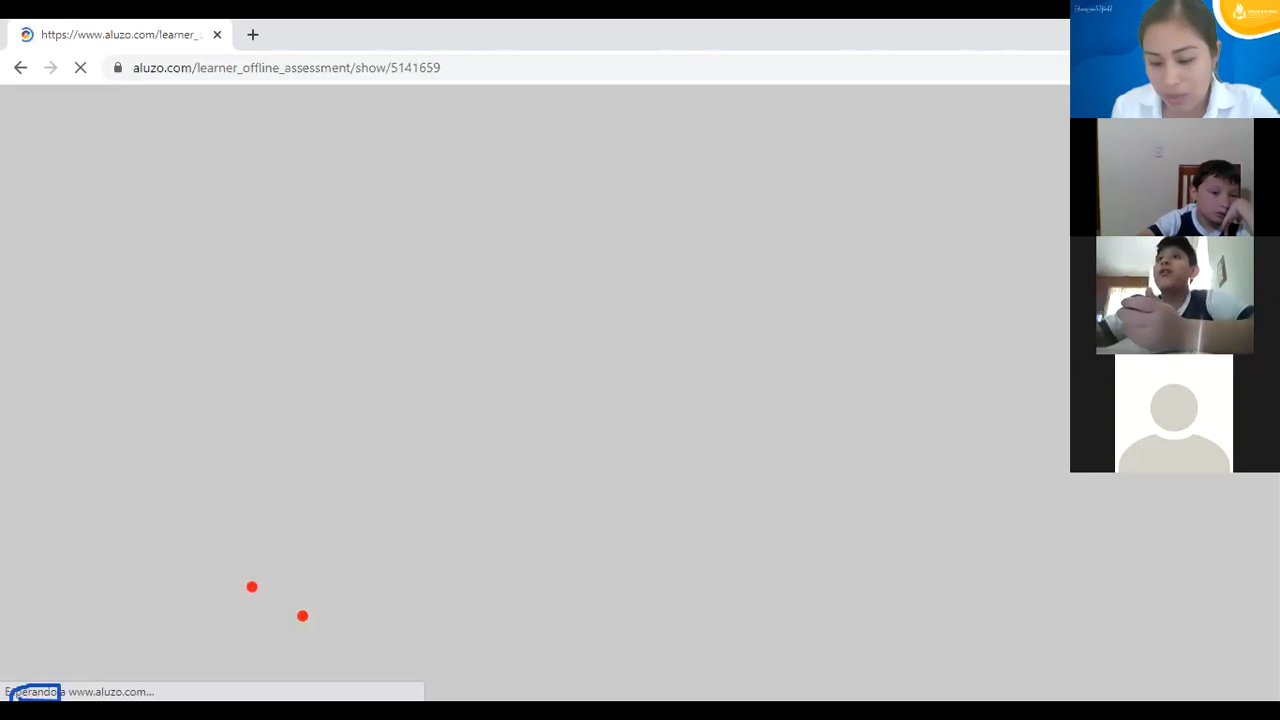 https://www.aluzo.com/learner_
aluzo.com/learner_offline_assessment/show/5141659
Esperando a www.aluzo.com...